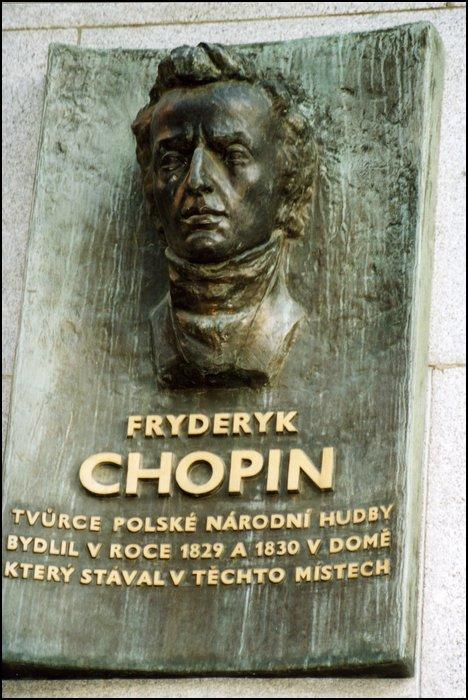 FRYDERYK
CHOPIN
TVŮRCE POLSKÉ NÁRODNÍ HUDBY
BYDLIL V ROCE 1829 A 1830 V DOMĚ
KTERÝ STÁVAL V TĚCHTO MÍSTECH